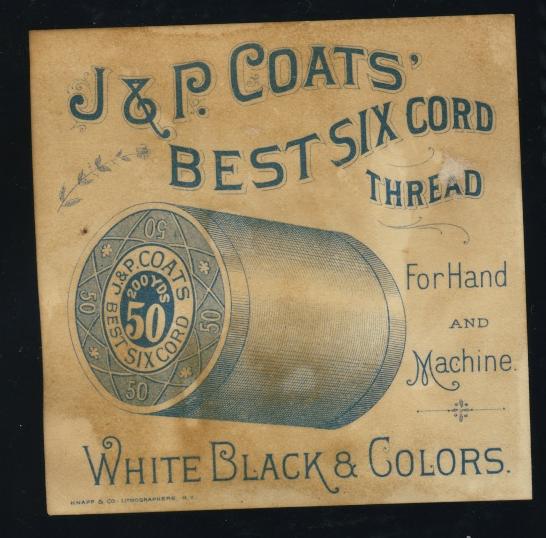 J & P. COATS'
BEST SIX CORD
THREAD
50
50
50
50
J. & P. COATS
200 YDS
50
BEST SIX CORD
For Hand
AND
Machine.
WHITE BLACK & COLORS.
KNAPP & CO. LITHOGRAPHERS, N.Y.